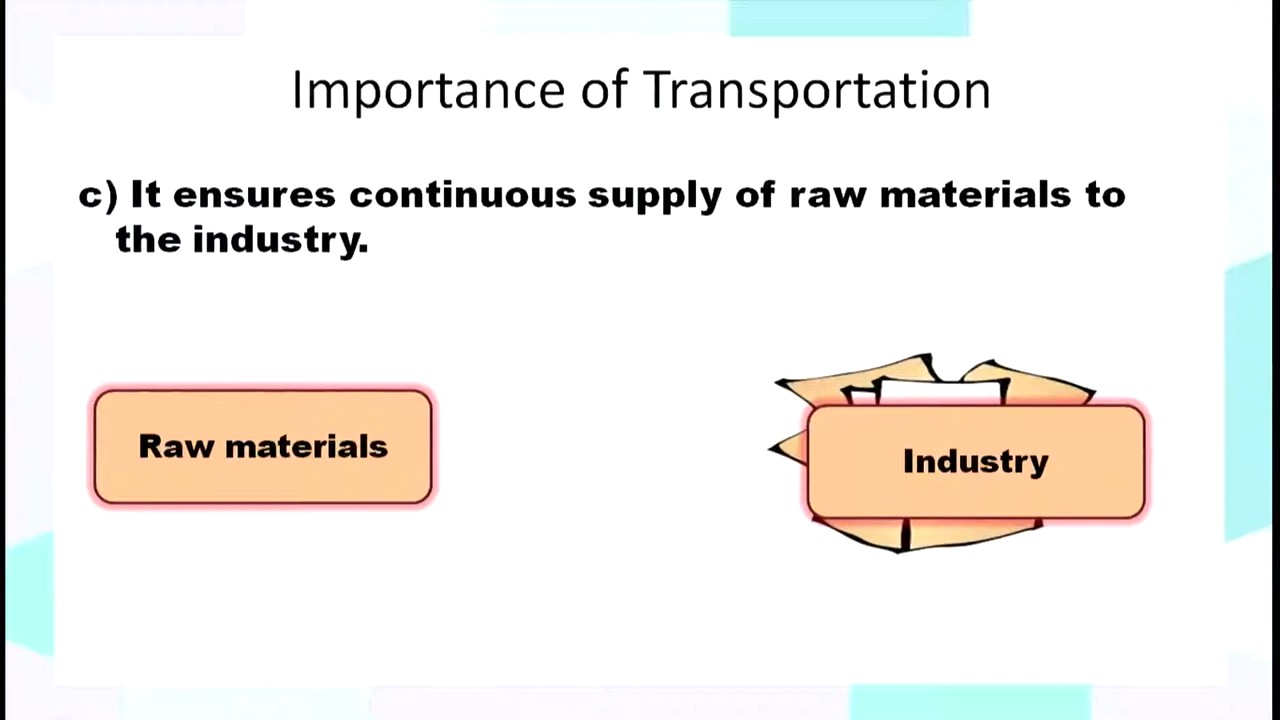 Importance of Transportation
c) It ensures continuous supply of raw materials to
the industry.
Raw materials
Industry